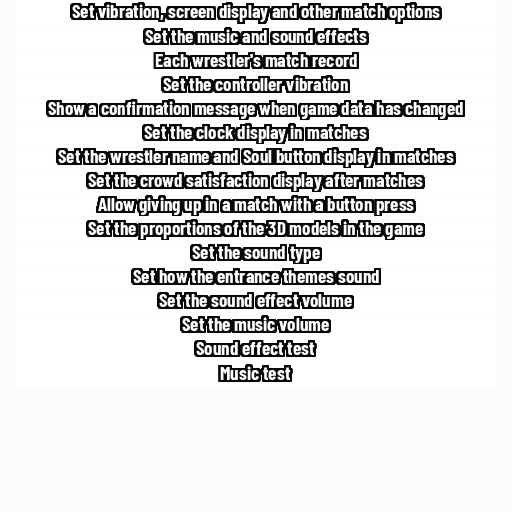 Set vibration, screen display and other match options
Set the music and sound effects
Each wrestler's match record
Set the controller vibration
Show a confirmation message when game data has changed
Set the clock display in matches
Set the wrestler name and Soul button display in matches
Set the crowd satisfaction display after matches
Allow giving up in a match with a button press
Set the proportions of the 3D models in the game
Set the sound type
Set how the entrance themes sound
Set the sound effect volume
Set the music volume
Sound effect test
Music test